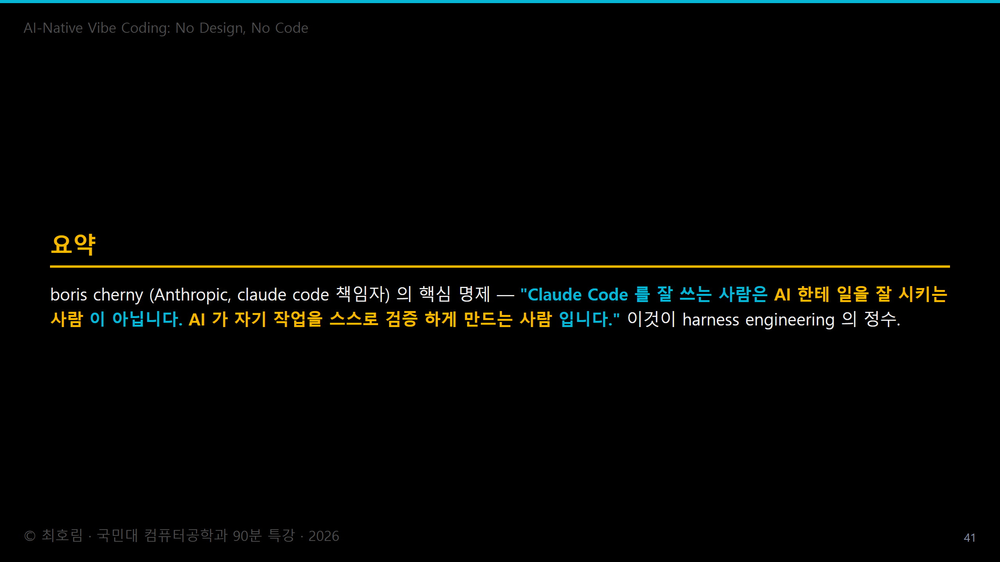 AI-Native Vibe Coding: No Design, No Code
요약
boris cherny (Anthropic, claude code 책임자) 의 핵심 명제 — "Claude Code 를 잘 쓰는 사람은 AI 한테 일을 잘 시키는
사람 이 아닙니다. AI 가 자기 작업을 스스로 검증 하게 만드는 사람 입니다." 이것이 harness engineering 의 정수.
© 최호림 · 국민대 컴퓨터공학과 90분 특강 · 2026
41